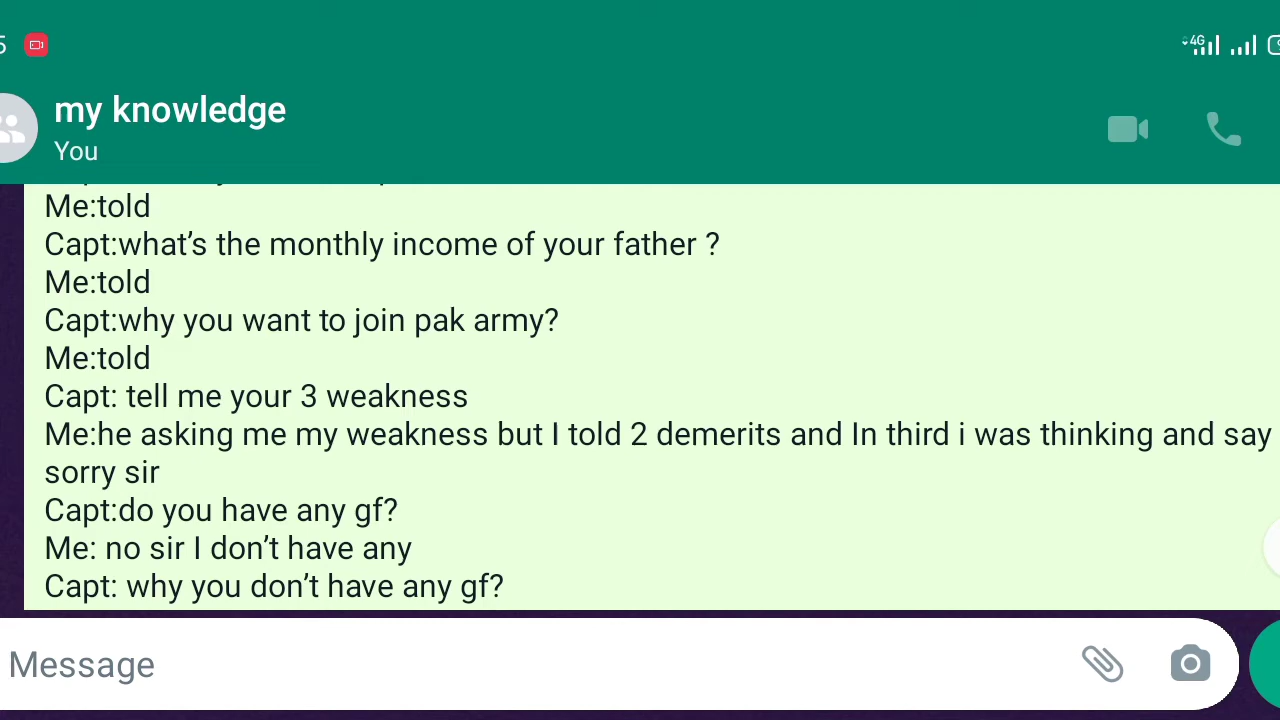 5
4G
my knowledge
You
Me:told
Capt:what’s the monthly income of your father ?
Me:told
Capt:why you want to join pak army?
Me:told
Capt: tell me your 3 weakness
Me:he asking me my weakness but I told 2 demerits and In third i was thinking and say
sorry sir
Capt:do you have any gf?
Me: no sir I don’t have any
Capt: why you don’t have any gf?
Message